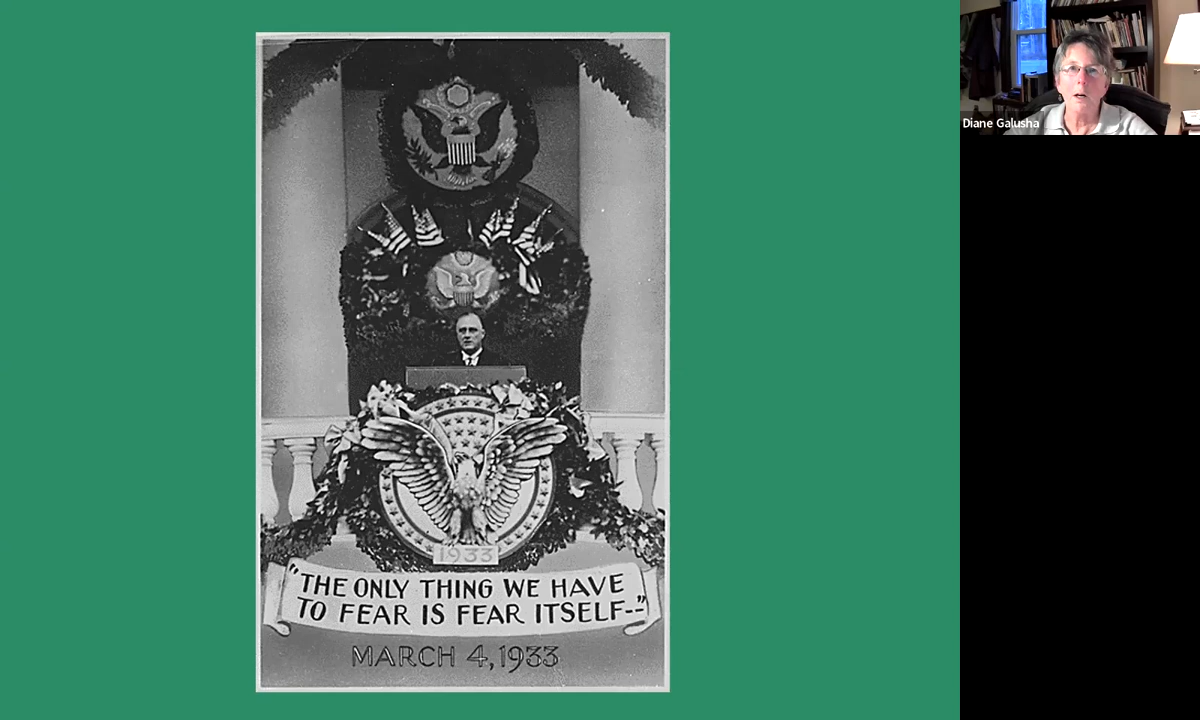 1933
"THE ONLY THING WE HAVE
TO FEAR IS FEAR ITSELF--"
MARCH 4, 1933
Diane Galusha